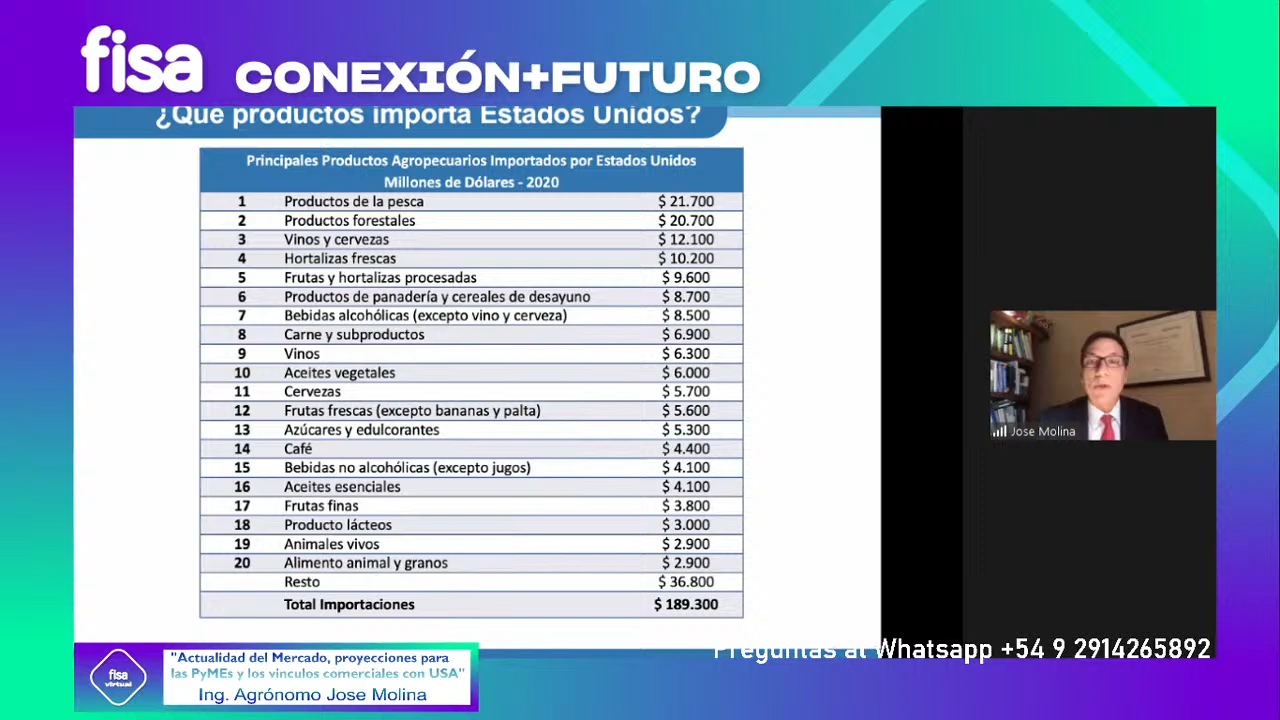 fisa CONEXIÓN+FUTURO
¿Qué productos importa Estados Unidos?
Principales Productos Agropecuarios Importados por Estados Unidos
Millones de Dólares - 2020
1 Productos de la pesca $ 21.700
2 Productos forestales $ 20.700
3 Vinos y cervezas $ 12.100
4 Hortalizas frescas $ 10.200
5 Frutas y hortalizas procesadas $ 9.600
6 Productos de panadería y cereales de desayuno $ 8.700
7 Bebidas alcohólicas (excepto vino y cerveza) $ 8.500
8 Carne y subproductos $ 6.900
9 Vinos $ 6.300
10 Aceites vegetales $ 6.000
11 Cervezas $ 5.700
12 Frutas frescas (excepto bananas y palta) $ 5.600
13 Azúcares y edulcorantes $ 5.300
14 Café $ 4.400
15 Bebidas no alcohólicas (excepto jugos) $ 4.100
16 Aceites esenciales $ 4.100
17 Frutas finas $ 3.800
18 Producto lácteos $ 3.000
19 Animales vivos $ 2.900
20 Alimento animal y granos $ 2.900
Resto $ 36.800
Total Importaciones $ 189.300
Jose Molina
Preguntas al Whatsapp +54 9 2914265892
fisa
virtual
"Actualidad del Mercado, proyecciones para
las PyMEs y los vinculos comerciales con USA"
Ing. Agrónomo Jose Molina